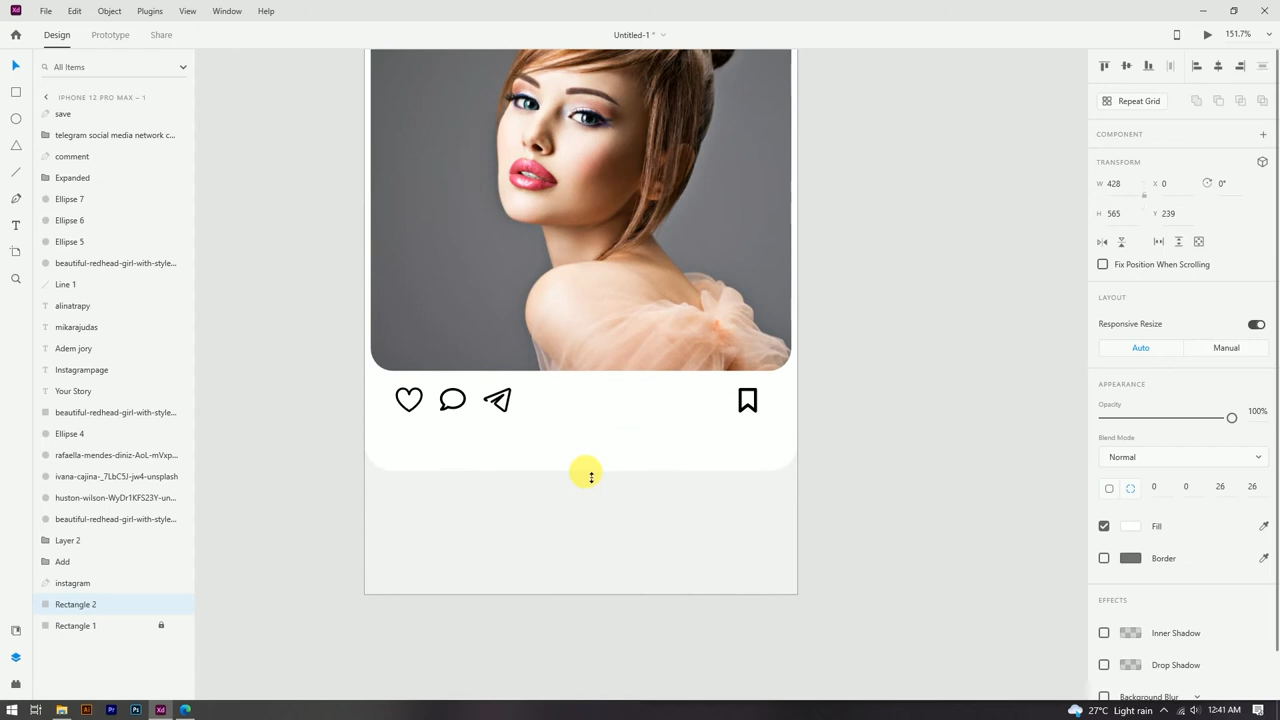 File Edit Object Plugins View Window Help
Design Prototype Share
Untitled-1 *
151.7%
All Items
IPHONE 12 PRO MAX – 1
save
telegram social media network c...
comment
Expanded
Ellipse 7
Ellipse 6
Ellipse 5
beautiful-redhead-girl-with-style...
Line 1
alinatrapy
mikarajudas
Adem jory
Instagrampage
Your Story
beautiful-redhead-girl-with-style...
Ellipse 4
rafaella-mendes-diniz-AoL-mVxp...
ivana-cajina-_7LbC5J-jw4-unsplash
huston-wilson-WyDr1KFS23Y-un...
beautiful-redhead-girl-with-style...
Layer 2
Add
instagram
Rectangle 2
Rectangle 1
Repeat Grid
COMPONENT
TRANSFORM
W 428 X 0 0°
H 565 Y 239
Fix Position When Scrolling
LAYOUT
Responsive Resize
Auto Manual
APPEARANCE
Opacity
100%
Blend Mode
Normal
0 0 26 26
Fill
Border
EFFECTS
Inner Shadow
Drop Shadow
Background Blur
27°C Light rain
12:41 AM